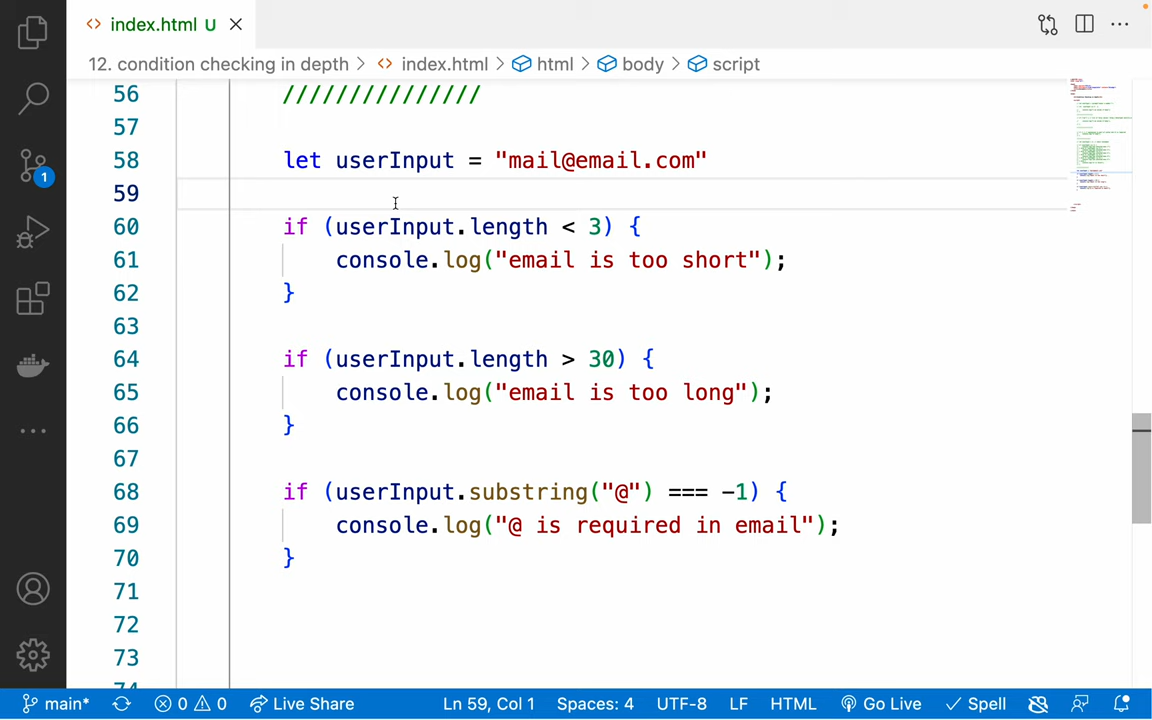 index.html U
12. condition checking in depth > index.html > html > body > script
56 ///////////////
57
58 let userInput = "mail@email.com"
59
60 if (userInput.length < 3) {
61 console.log("email is too short");
62 }
63
64 if (userInput.length > 30) {
65 console.log("email is too long");
66 }
67
68 if (userInput.substring("@") === -1) {
69 console.log("@ is required in email");
70 }
71
72
73
74
1
main* 0 0 Live Share Ln 59, Col 1 Spaces: 4 UTF-8 LF HTML Go Live Spell